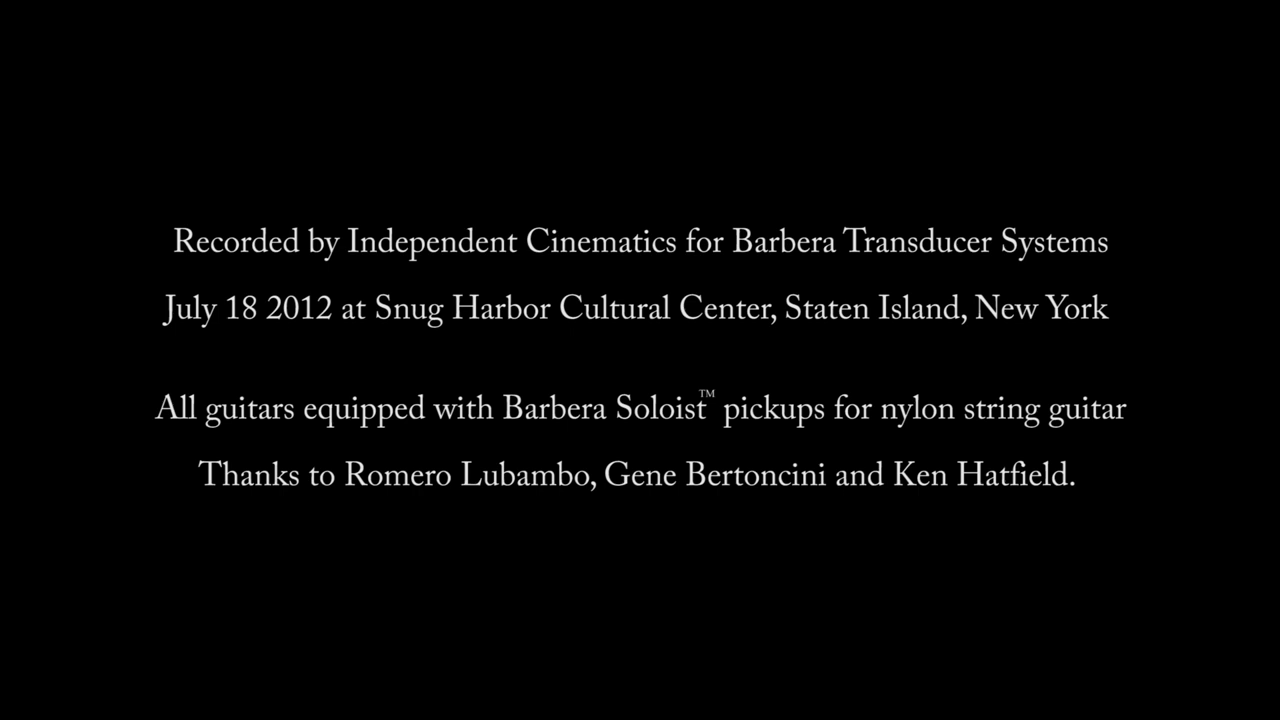 Recorded by Independent Cinematics for Barbera Transducer Systems
July 18 2012 at Snug Harbor Cultural Center, Staten Island, New York
All guitars equipped with Barbera Soloist™ pickups for nylon string guitar
Thanks to Romero Lubambo, Gene Bertoncini and Ken Hatfield.